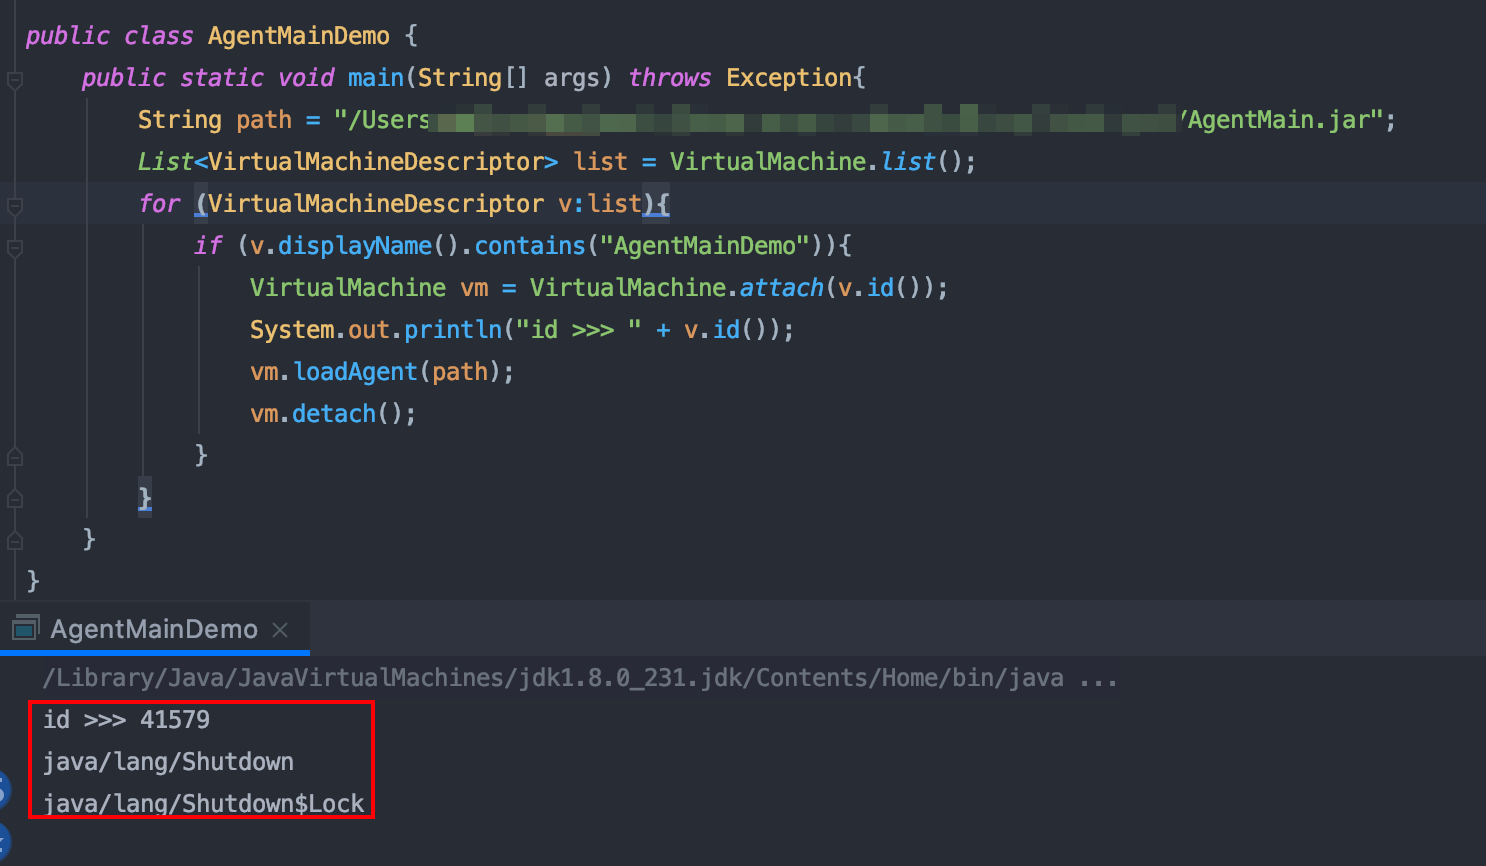 public class AgentMainDemo {
    public static void main(String[] args) throws Exception{
        String path = "/Users /AgentMain.jar";
        List<VirtualMachineDescriptor> list = VirtualMachine.list();
        for (VirtualMachineDescriptor v:list){
            if (v.displayName().contains("AgentMainDemo")){
                VirtualMachine vm = VirtualMachine.attach(v.id());
                System.out.println("id >>> " + v.id());
                vm.loadAgent(path);
                vm.detach();
            }
        }
    }
}
AgentMainDemo
/Library/Java/JavaVirtualMachines/jdk1.8.0_231.jdk/Contents/Home/bin/java ...
id >>> 41579
java/lang/Shutdown
java/lang/Shutdown$Lock